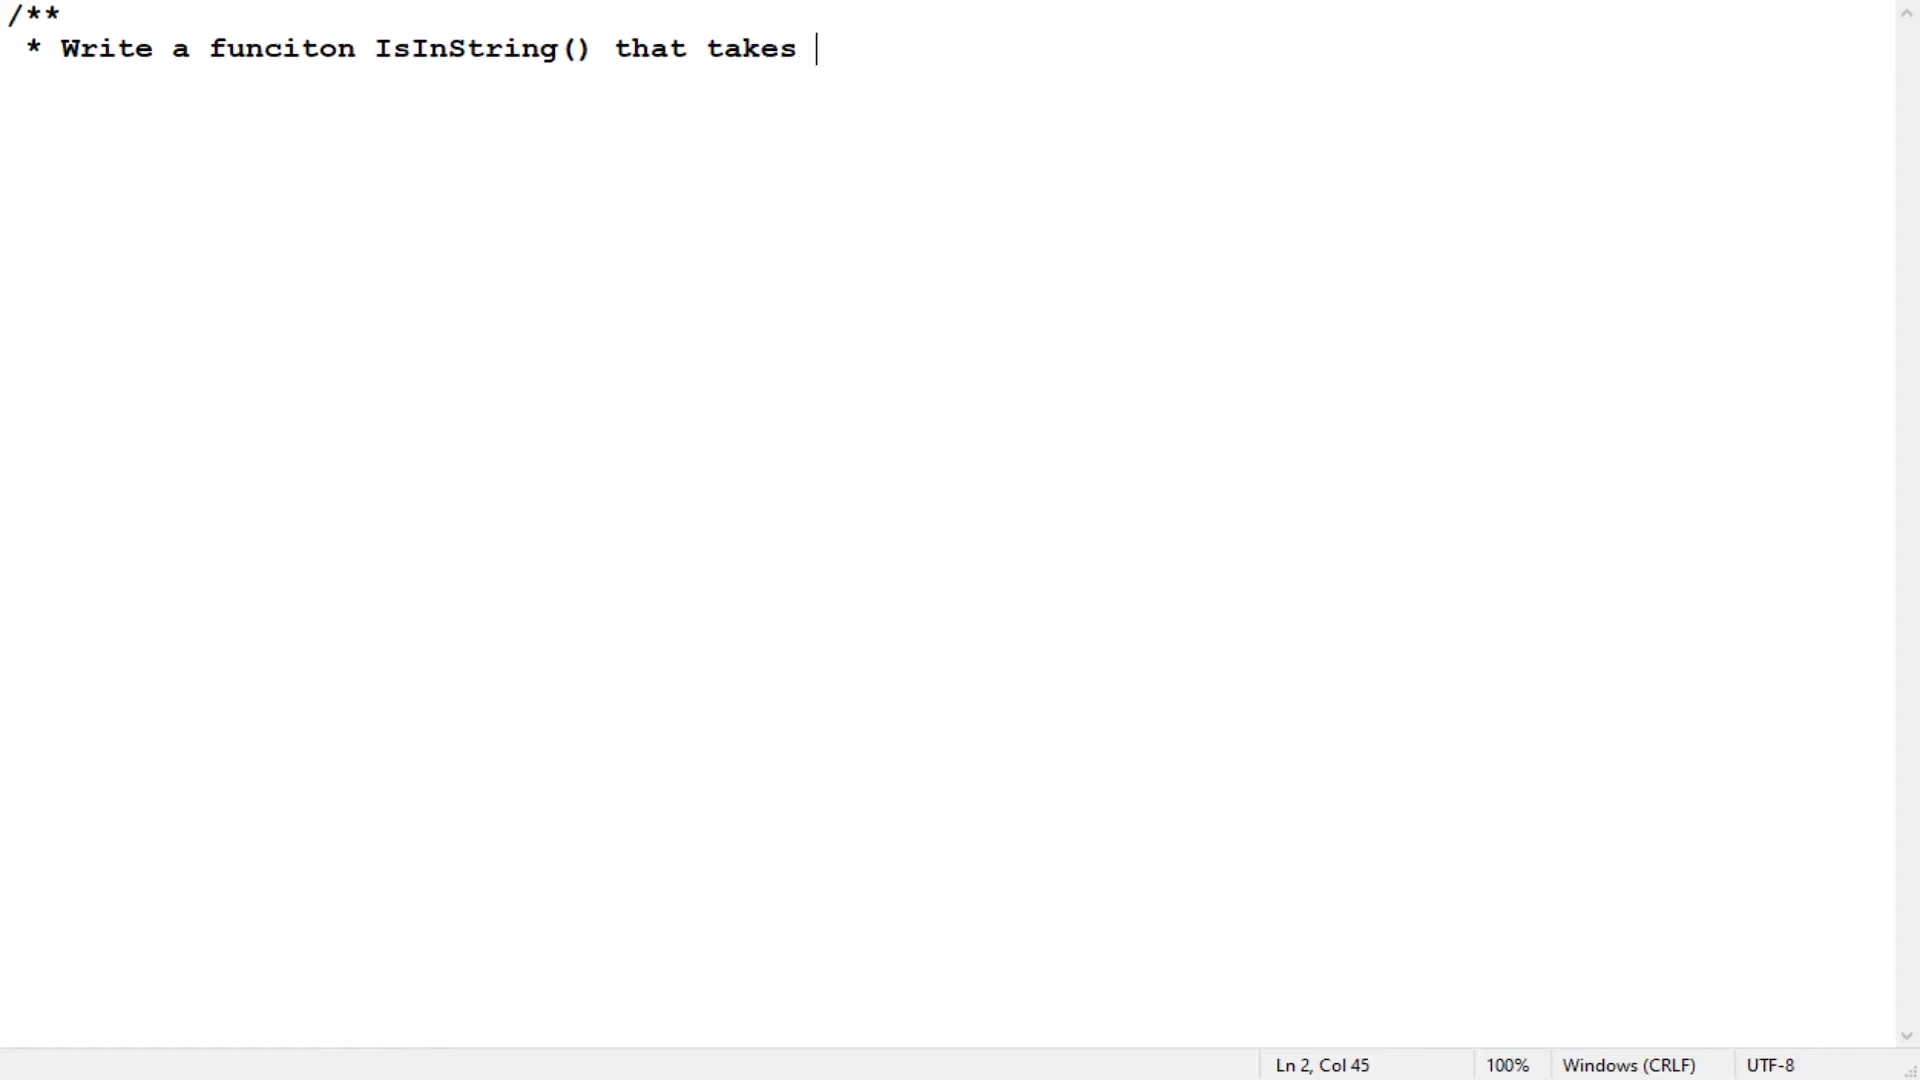 /**
 * Write a funciton IsInString() that takes
Ln 2, Col 45 100% Windows (CRLF) UTF-8